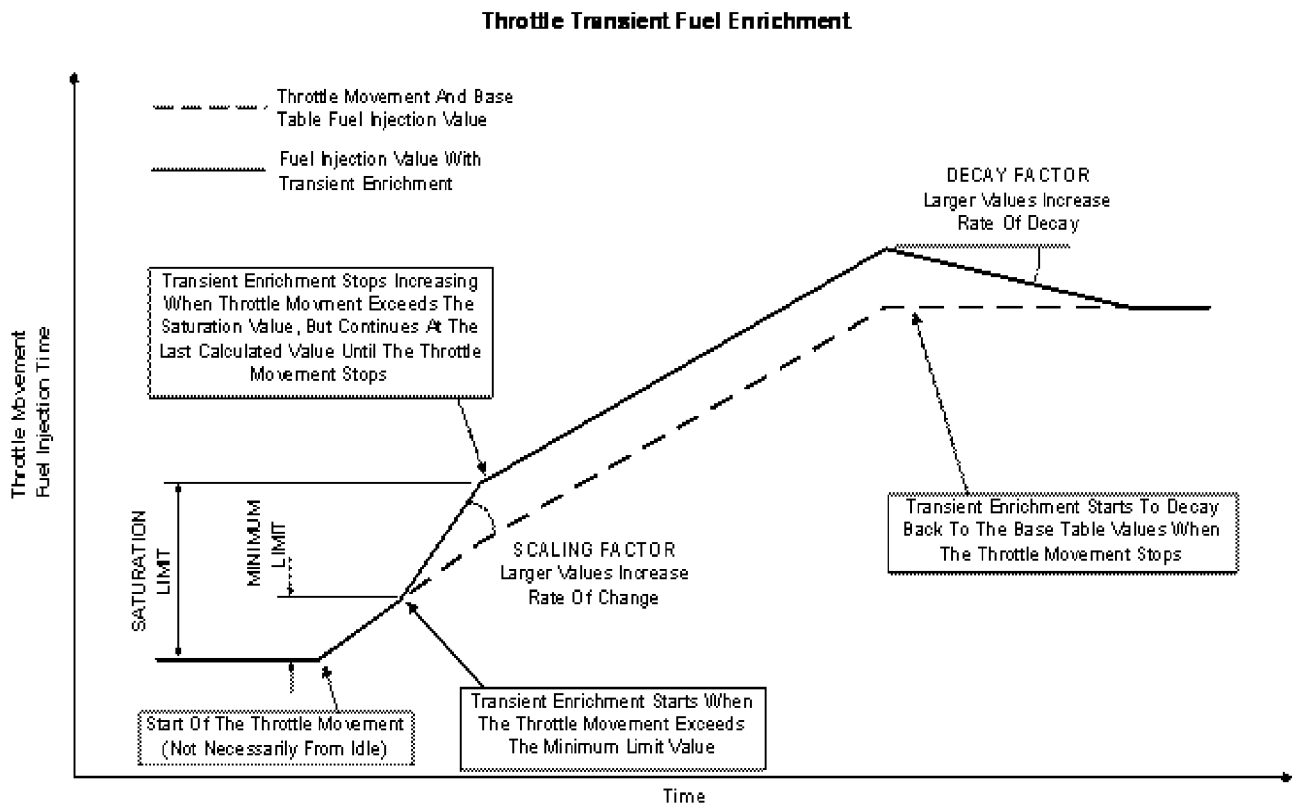 Throttle Transient Fuel Enrichment
Throttle Movement And Base
Table Fuel Injection Value
Fuel Injection Value With
Transient Enrichment
DECAY FACTOR
Larger Values Increase
Rate Of Decay
Transient Enrichment Stops Increasing
When Throttle Movment Exceeds The
Saturation Value, But Continues At The
Last Calculated Value Until The Throttle
Movement Stops
Throttle Movement
Fuel Injection Time
SATURATION
LIMIT
MINIMUM
LIMIT
SCALING FACTOR
Larger Values Increase
Rate Of Change
Transient Enrichment Starts To Decay
Back To The Base Table Values When
The Throttle Movement Stops
Start Of The Throttle Movement
(Not Necessarily From Idle)
Transient Enrichment Starts When
The Throttle Movement Exceeds
The Minimum Limit Value
Time